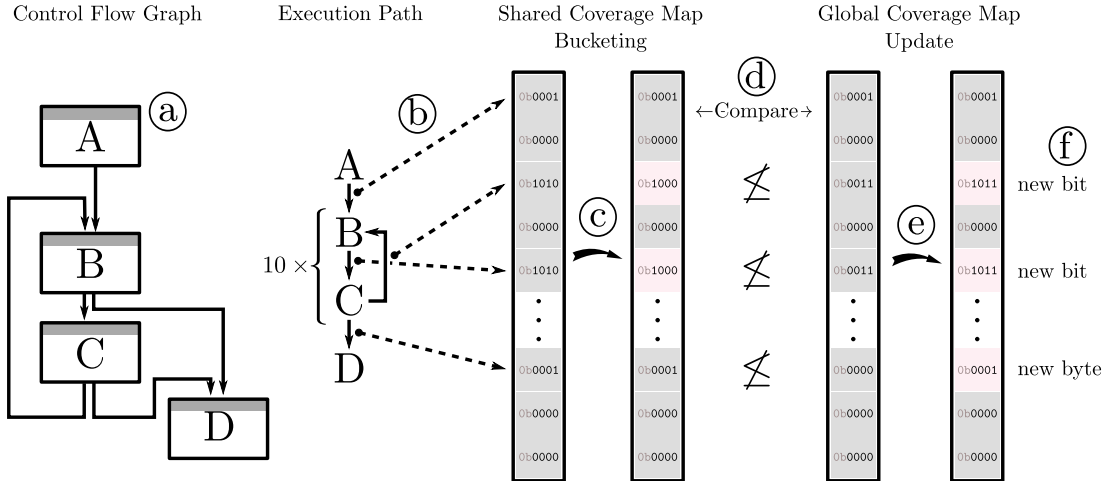 Control Flow Graph
Execution Path
Shared Coverage Map
Bucketing
Global Coverage Map
Update
a
A
B
C
D
b
A
B
C
D
10 ×
0b0001
0b0000
0b1010
0b0000
0b1010
0b0001
0b0000
0b0000
c
0b0001
0b0000
0b1000
0b0000
0b1000
0b0001
0b0000
0b0000
d
←Compare→
≰
≰
≰
0b0001
0b0000
0b0011
0b0000
0b0011
0b0000
0b0000
0b0000
e
0b0001
0b0000
0b1011
0b0000
0b1011
0b0001
0b0000
0b0000
f
new bit
new bit
new byte